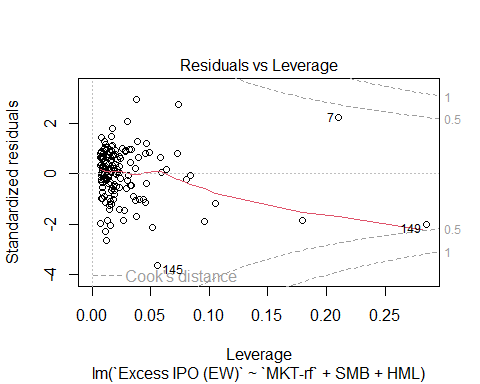 Residuals vs Leverage
Standardized residuals
2
0
-2
-4
1
0.5
0.5
1
7
149
145
Cook's distance
0.00 0.05 0.10 0.15 0.20 0.25
Leverage
lm(`Excess IPO (EW)` ~ `MKT-rf` + SMB + HML)